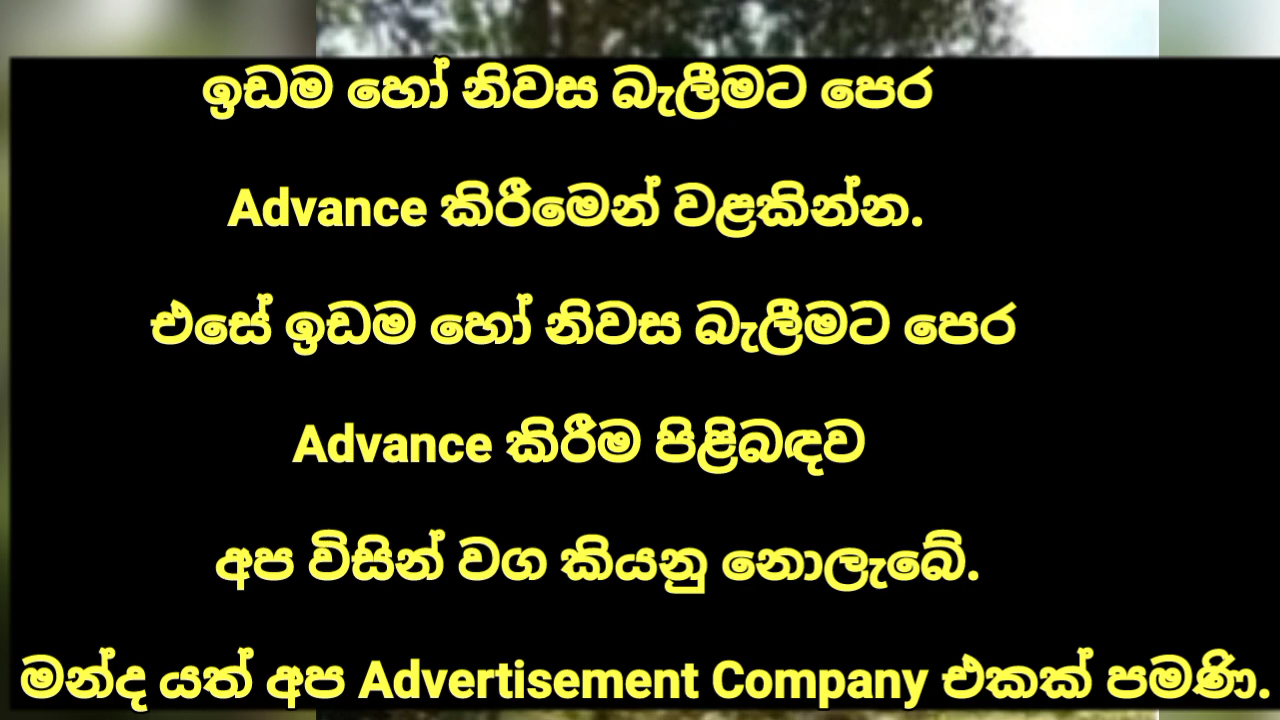 ඉඩම හෝ නිවස බැලීමට පෙර
Advance කිරීමෙන් වළකින්න.
එසේ ඉඩම හෝ නිවස බැලීමට පෙර
Advance කිරීම පිළිබඳව
අප විසින් වග කියනු නොලැබේ.
මන්ද යත් අප Advertisement Company එකක් පමණි.